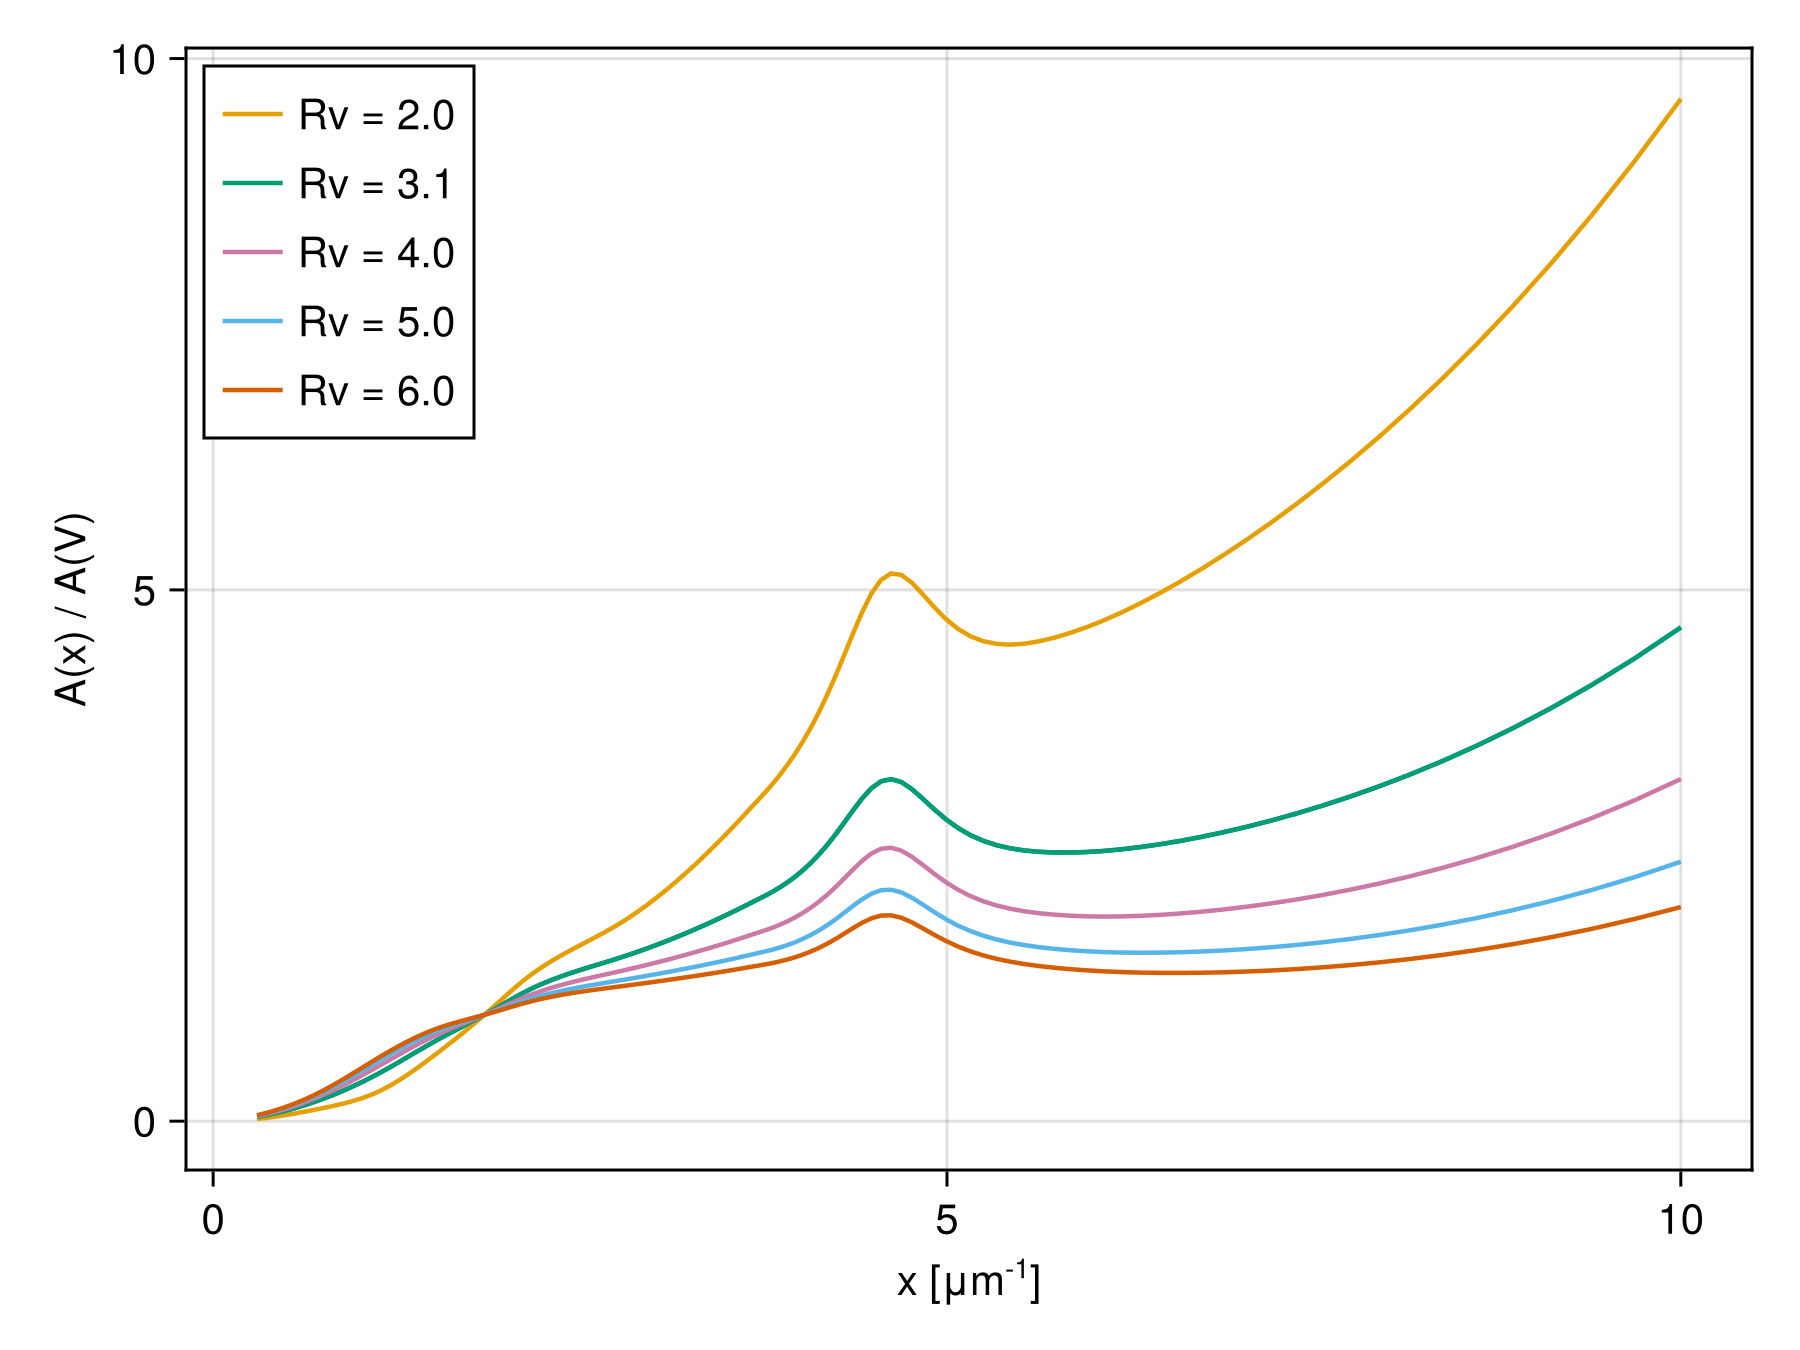 10
Rv = 2.0
Rv = 3.1
Rv = 4.0
Rv = 5.0
Rv = 6.0
A(x) / A(V)
5
0
0 5 10
x [µm⁻¹]